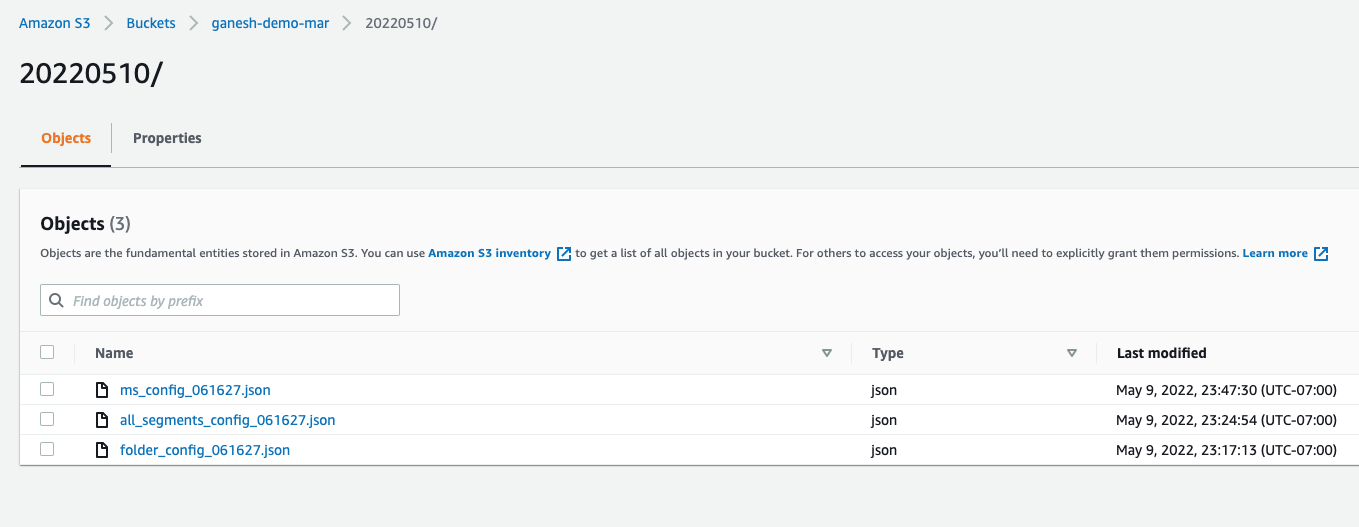 Amazon S3 Buckets ganesh-demo-mar 20220510/
20220510/
Objects Properties
Objects (3)
Objects are the fundamental entities stored in Amazon S3. You can use Amazon S3 inventory to get a list of all objects in your bucket. For others to access your objects, you’ll need to explicitly grant them permissions. Learn more
Find objects by prefix
Name Type Last modified
ms_config_061627.json json May 9, 2022, 23:47:30 (UTC-07:00)
all_segments_config_061627.json json May 9, 2022, 23:24:54 (UTC-07:00)
folder_config_061627.json json May 9, 2022, 23:17:13 (UTC-07:00)